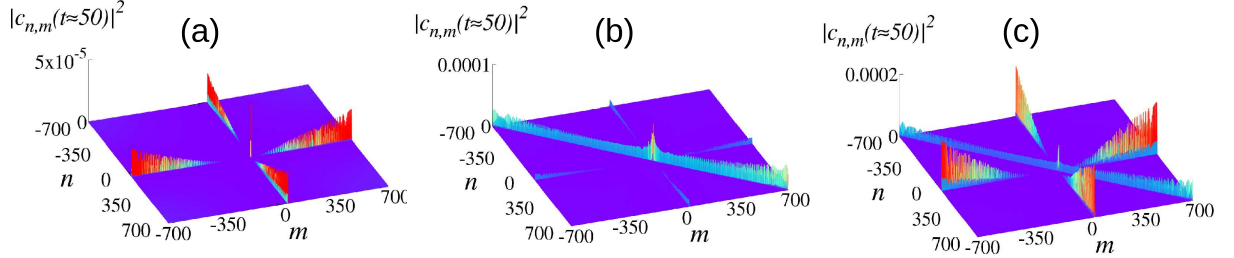 |c_{n,m}(t≈50)|^2 (a)
5x10^{-5}
0
-700
-350
n 0
350
700 -700 -350 0 350 700
m
|c_{n,m}(t≈50)|^2 (b)
0.0001
0
-700
-350
n 0
350
700 -700 -350 0 350 700
m
|c_{n,m}(t≈50)|^2 (c)
0.0002
0
-700
-350
n 0
350
700 -700 -350 0 350 700
m